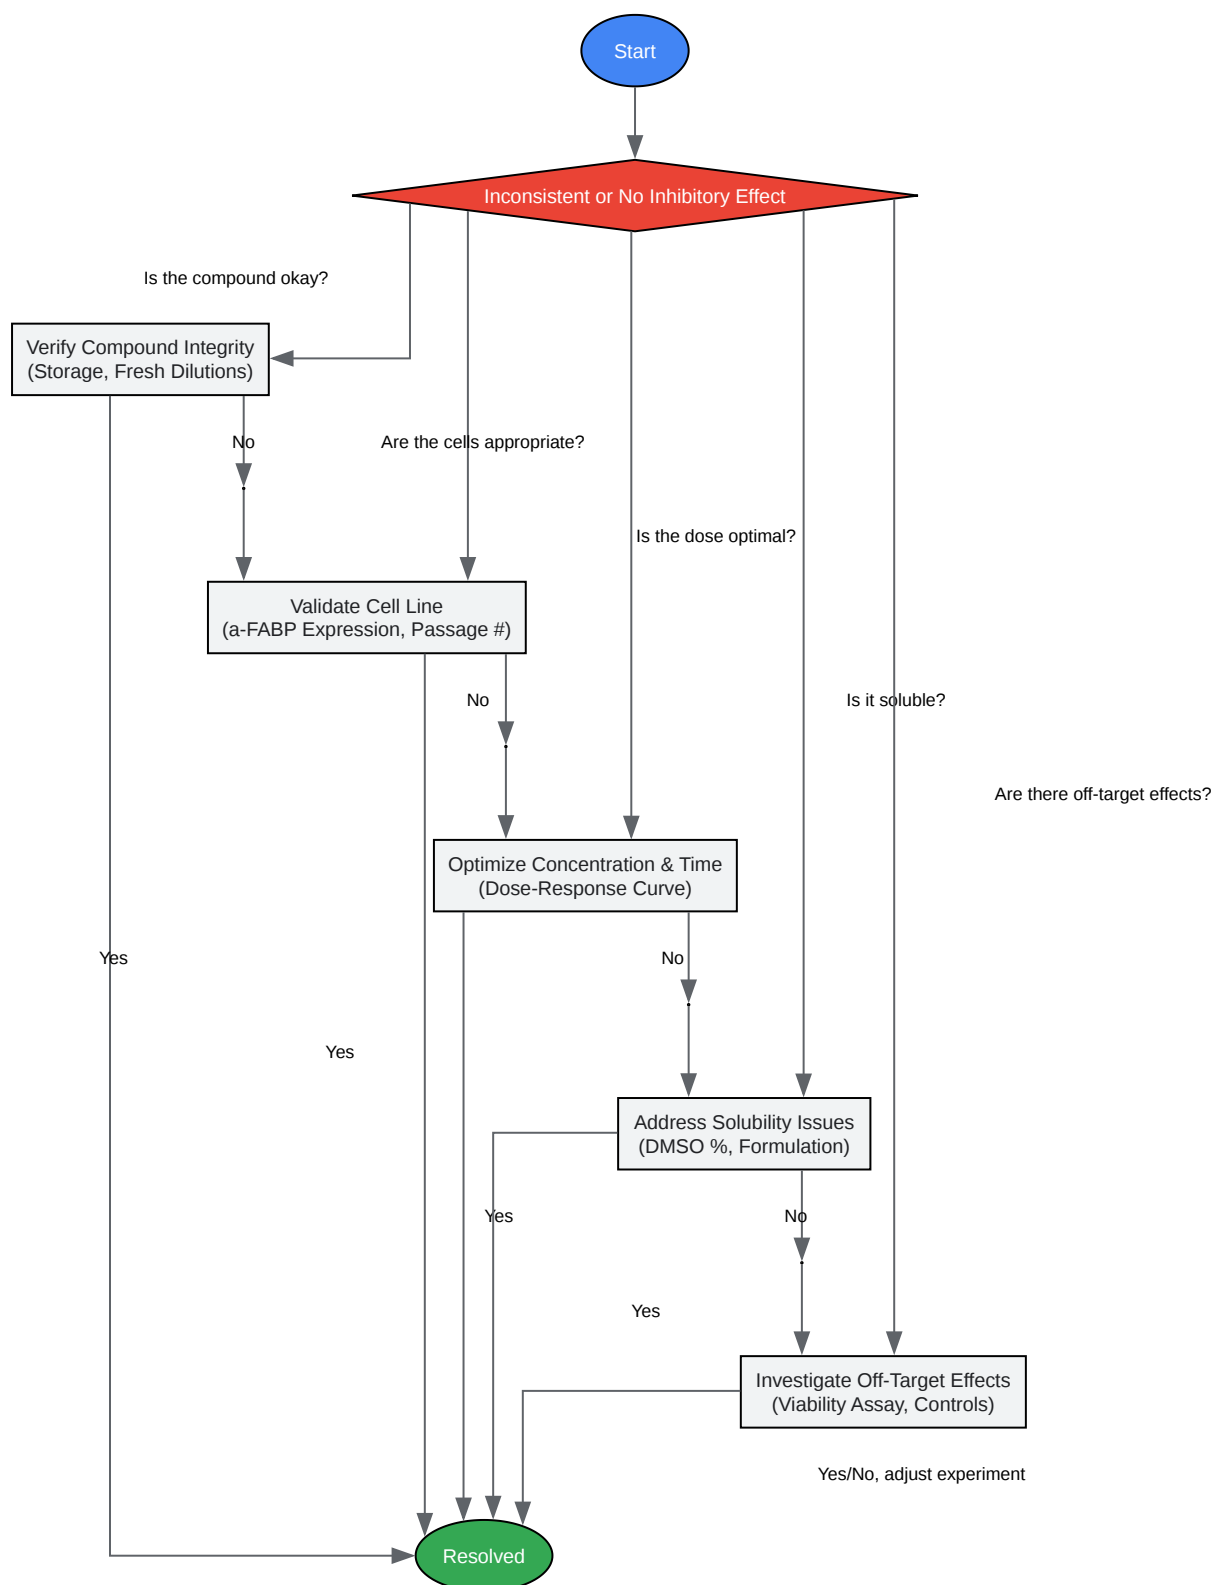 Start
Inconsistent or No Inhibitory Effect
Is the compound okay?
Verify Compound Integrity
(Storage, Fresh Dilutions)
No
Are the cells appropriate?
Is the dose optimal?
Validate Cell Line
(a-FABP Expression, Passage #)
No
Is it soluble?
Are there off-target effects?
Optimize Concentration & Time
(Dose-Response Curve)
Yes
No
Yes
Address Solubility Issues
(DMSO %, Formulation)
Yes
No
Yes
Investigate Off-Target Effects
(Viability Assay, Controls)
Yes/No, adjust experiment
Resolved